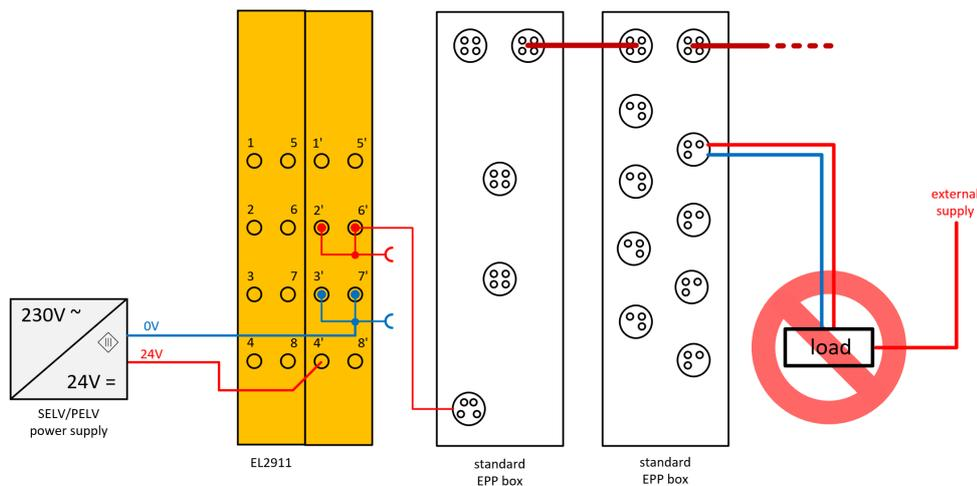 1 5 1' 5'
2 6 2' 6'
external
supply
3 7 3' 7'
230V ~
0V
III
24V
4 8 4' 8'
load
24V =
SELV/PELV
power supply
EL2911
standard
EPP box
standard
EPP box